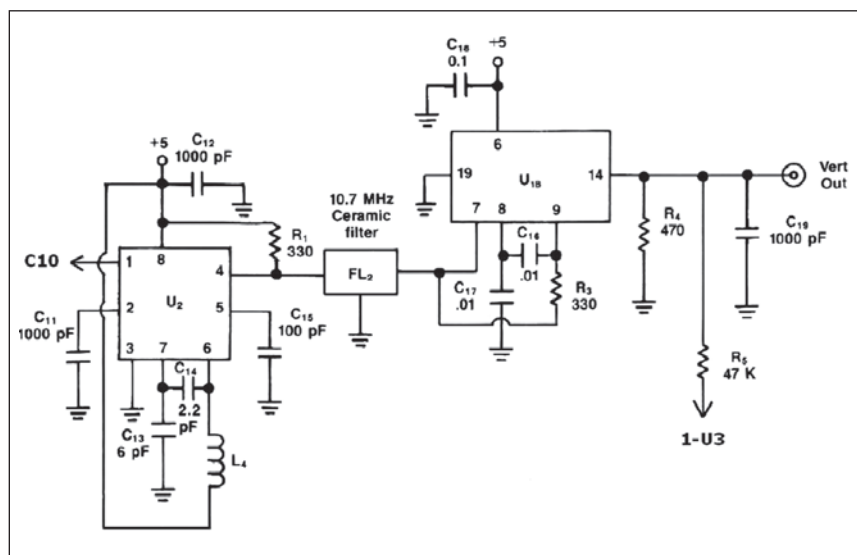 C18
0.1
+5
6
19
U1B
14
7
8
9
Vert
Out
R4
470
C19
1000 pF
R5
47 K
1-U3
C16
.01
C17
.01
R3
330
10.7 MHz
Ceramic
filter
FL2
+5
C12
1000 pF
R1
330
C10
8
1
4
U2
2
5
3
7
6
C11
1000 pF
C15
100 pF
C14
2.2
pF
C13
6 pF
L4